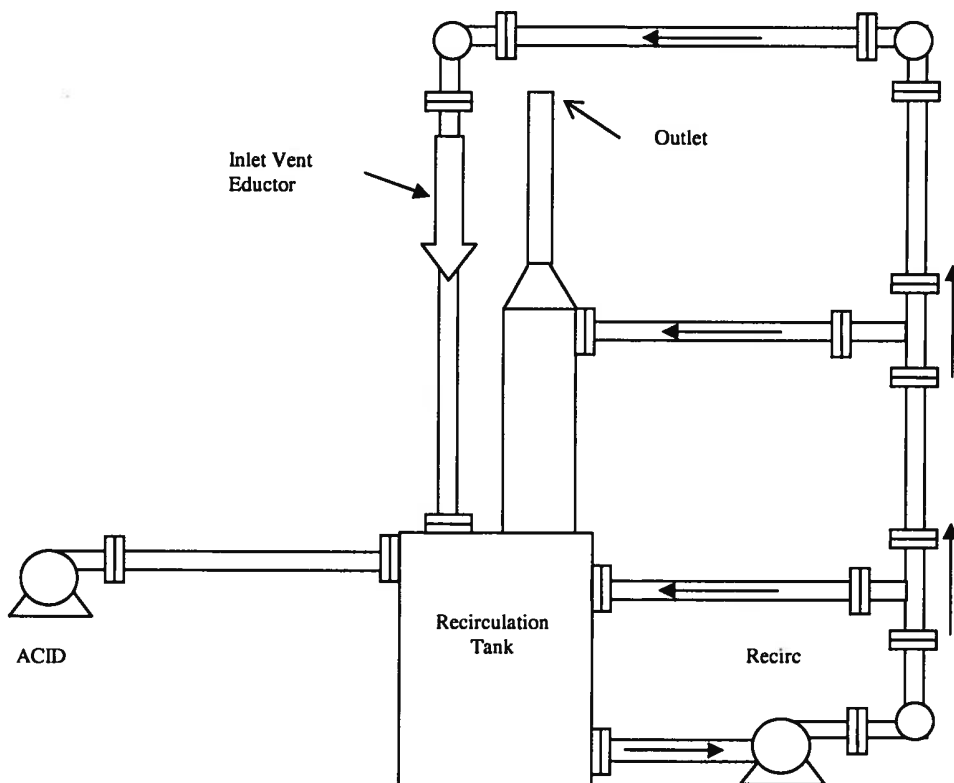 Outlet
Inlet Vent
Eductor
Recirculation
Tank
ACID
Recirc